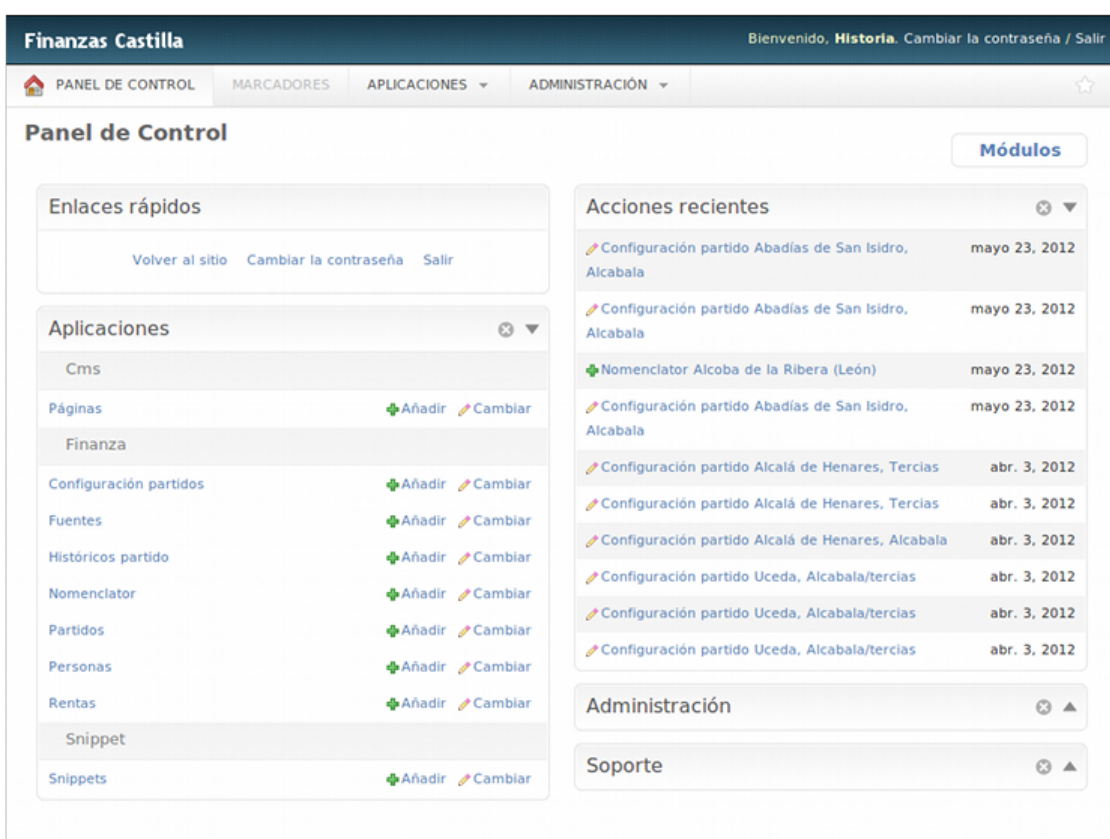 Finanzas Castilla
Bienvenido, Historia. Cambiar la contraseña / Salir
PANEL DE CONTROL MARCADORES APLICACIONES ADMINISTRACIÓN
Panel de Control
Módulos
Enlaces rápidos
Volver al sitio Cambiar la contraseña Salir
Aplicaciones
Cms
Páginas Añadir Cambiar
Finanza
Configuración partidos Añadir Cambiar
Fuentes Añadir Cambiar
Históricos partido Añadir Cambiar
Nomenclator Añadir Cambiar
Partidos Añadir Cambiar
Personas Añadir Cambiar
Rentas Añadir Cambiar
Snippet
Snippets Añadir Cambiar
Acciones recientes
Configuración partido Abadías de San Isidro, mayo 23, 2012
Alcabala
Configuración partido Abadías de San Isidro, mayo 23, 2012
Alcabala
Nomenclator Alcoba de la Ribera (León) mayo 23, 2012
Configuración partido Abadías de San Isidro, mayo 23, 2012
Alcabala
Configuración partido Alcalá de Henares, Tercias abr. 3, 2012
Configuración partido Alcalá de Henares, Tercias abr. 3, 2012
Configuración partido Alcalá de Henares, Alcabala abr. 3, 2012
Configuración partido Uceda, Alcabala/tercias abr. 3, 2012
Configuración partido Uceda, Alcabala/tercias abr. 3, 2012
Configuración partido Uceda, Alcabala/tercias abr. 3, 2012
Administración
Soporte